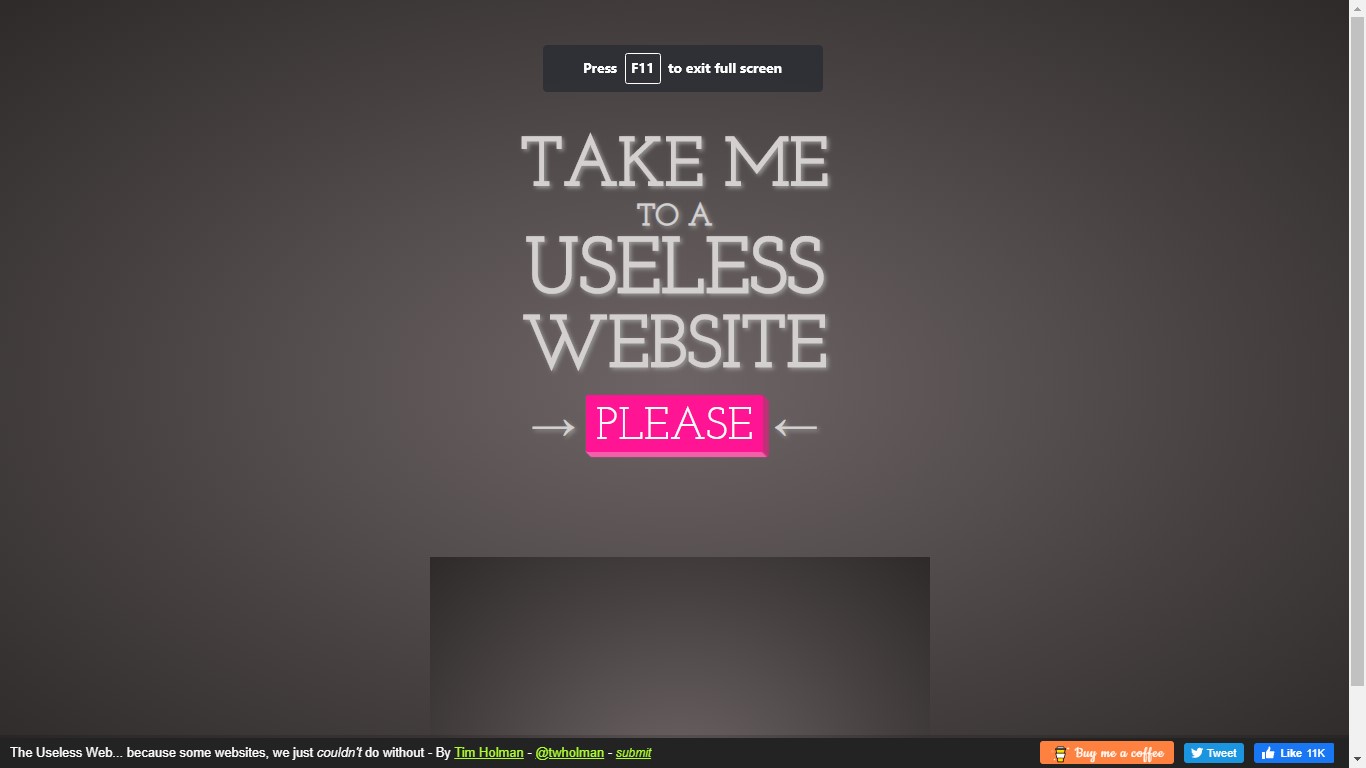 Press F11 to exit full screen
TAKE ME
TO A
USELESS
WEBSITE
→ PLEASE ←
The Useless Web... because some websites, we just couldn't do without - By Tim Holman - @twholman - submit
Buy me a coffee
Tweet
Like 11K